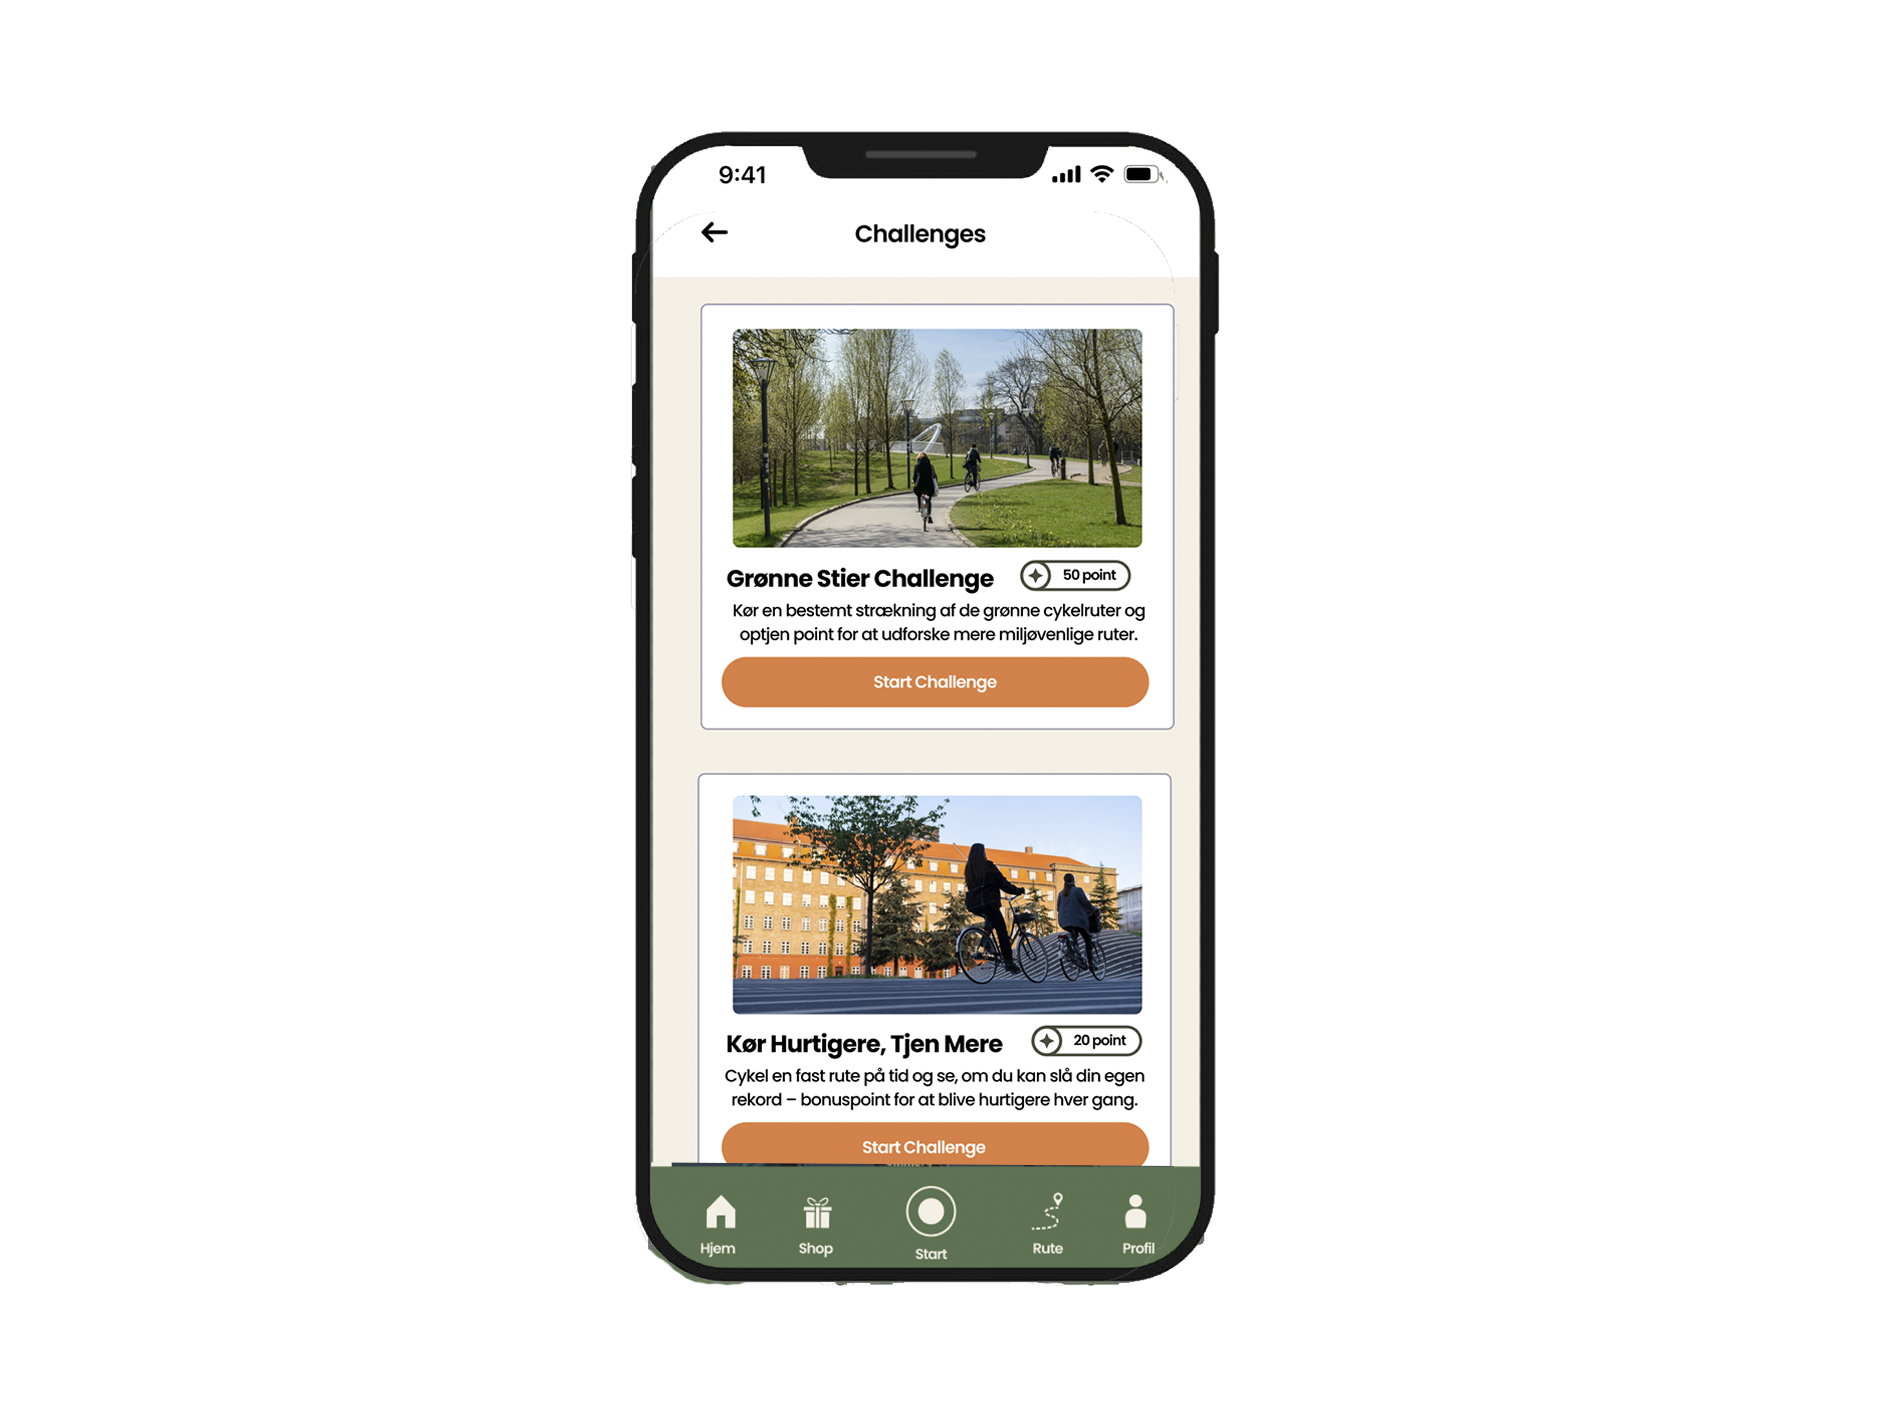 9:41
Challenges
Grønne Stier Challenge
50 point
Kør en bestemt strækning af de grønne cykelruter og
optjen point for at udforske mere miljøvenlige ruter.
Start Challenge
Kør Hurtigere, Tjen Mere
20 point
Cykel en fast rute på tid og se, om du kan slå din egen
rekord – bonuspoint for at blive hurtigere hver gang.
Start Challenge
Hjem
Shop
Start
Rute
Profil